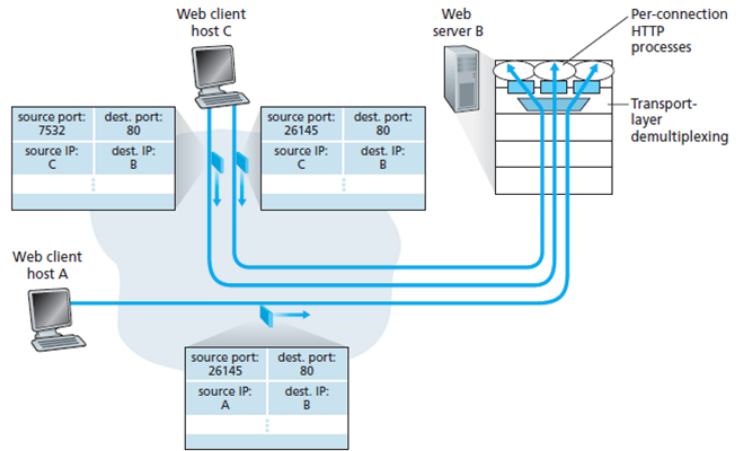 Web client
host C
Web
server B
Per-connection
HTTP
processes
Transport-
layer
demultiplexing
source port:
7532
dest. port:
80
source IP:
C
dest. IP:
B
source port:
26145
dest. port:
80
source IP:
C
dest. IP:
B
Web client
host A
source port:
26145
dest. port:
80
source IP:
A
dest. IP:
B